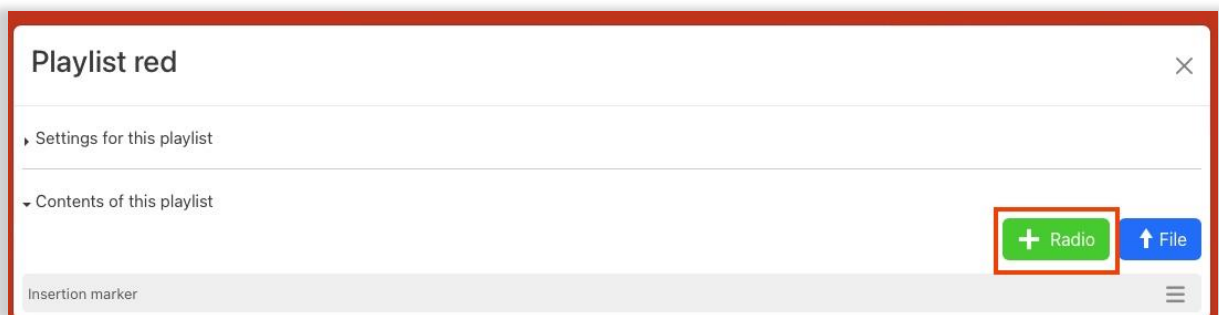 Playlist red
Settings for this playlist
Contents of this playlist
Radio
File
Insertion marker